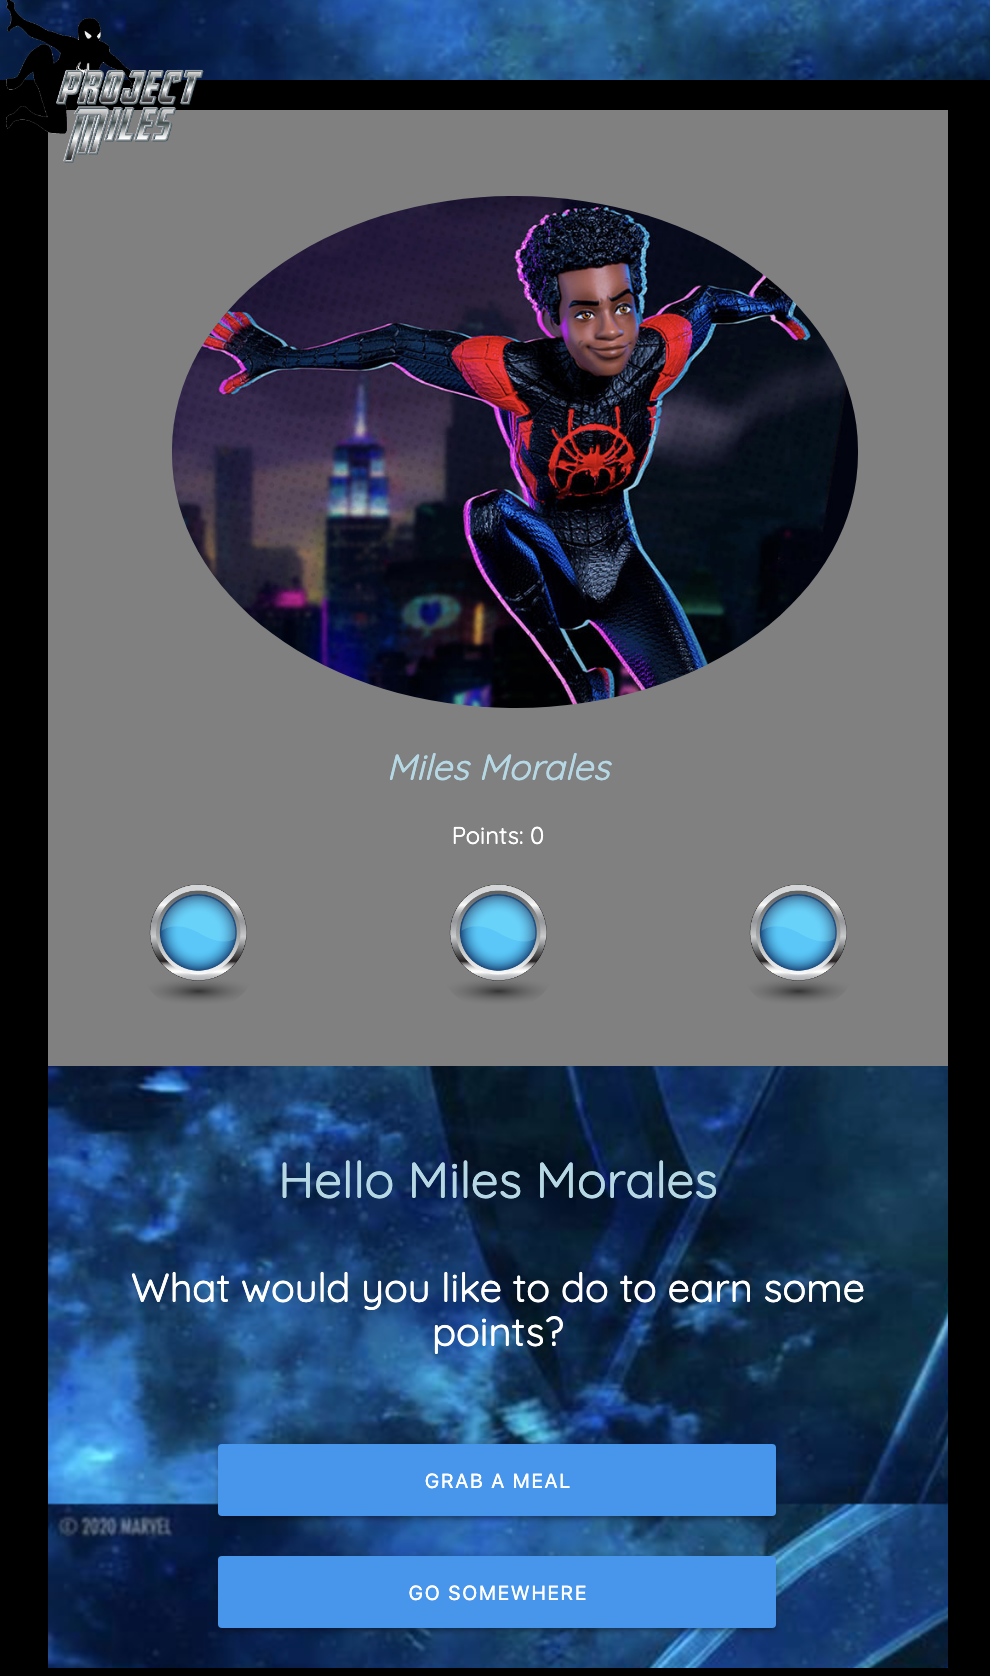 PROJECT
MILES
Miles Morales
Points: 0
Hello Miles Morales
What would you like to do to earn some
points?
GRAB A MEAL
© 2020 MARVEL
GO SOMEWHERE